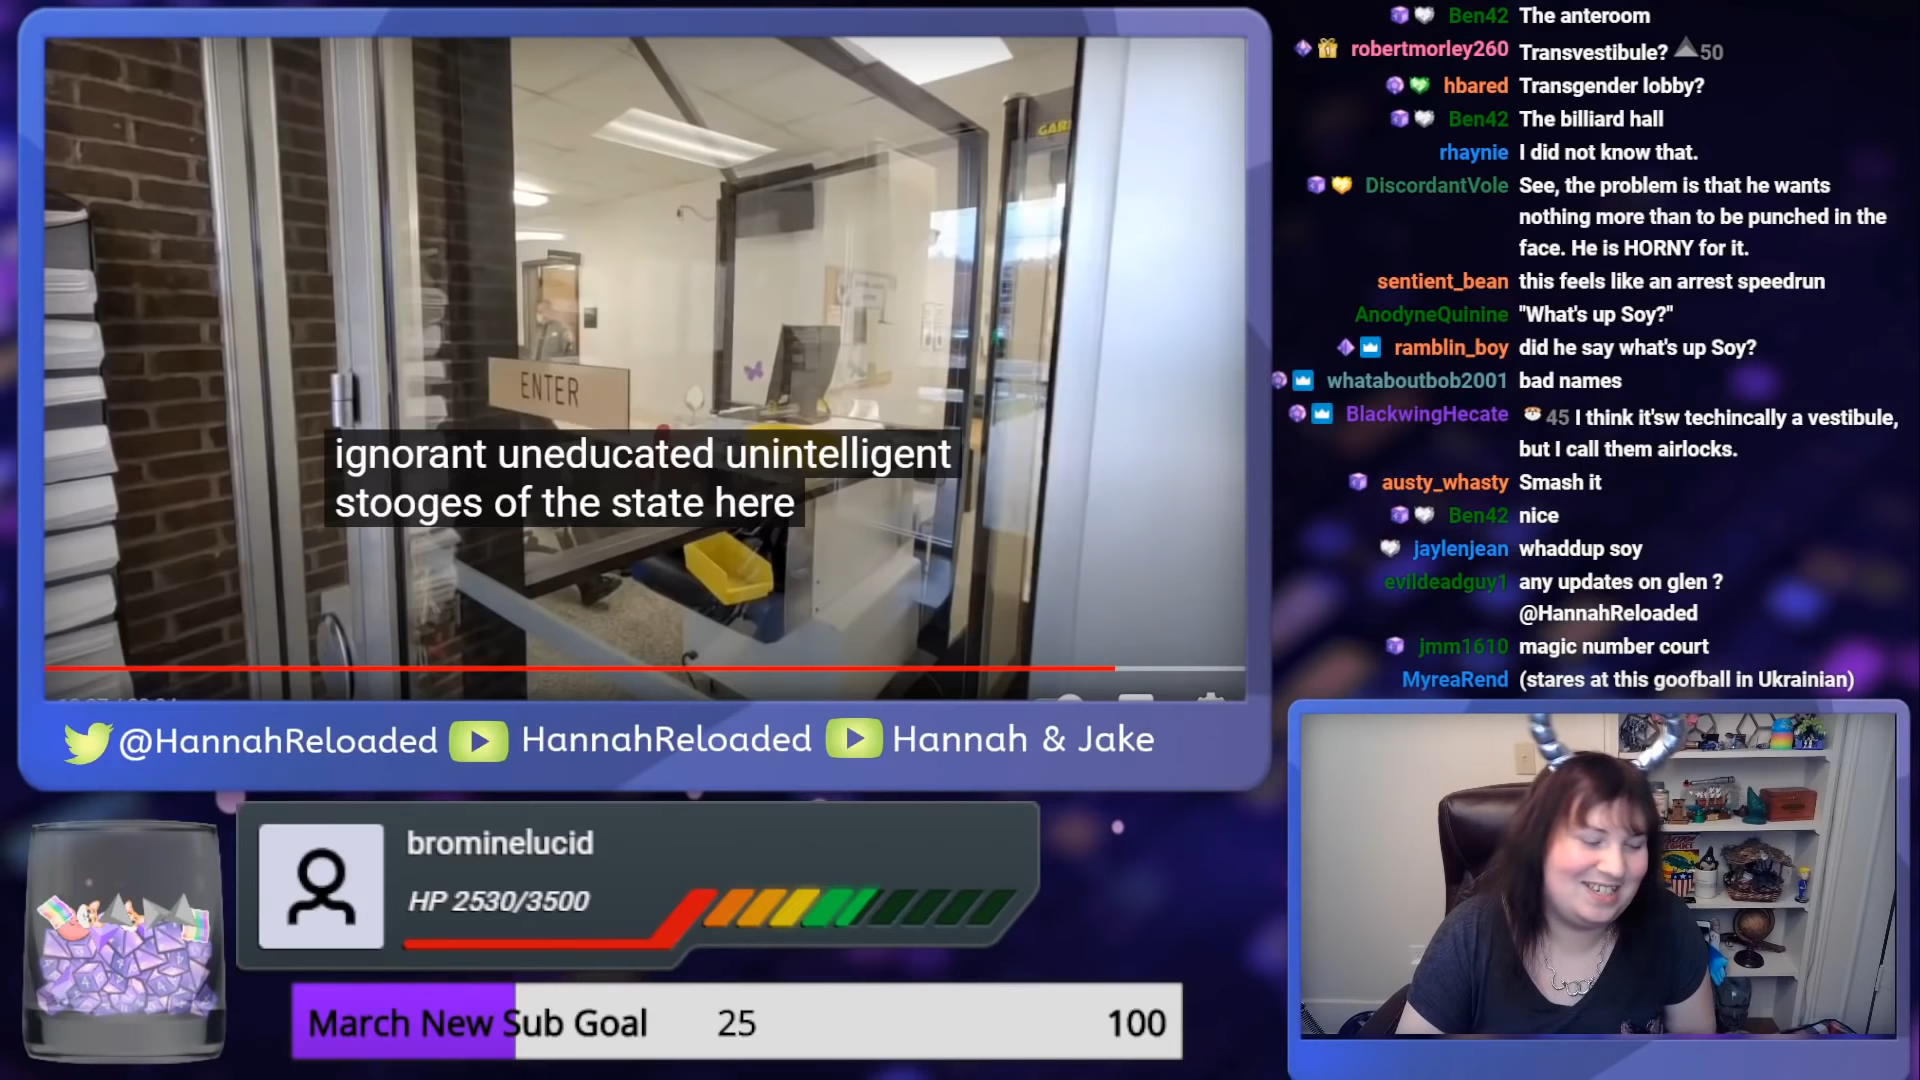 GAR
ENTER
ignorant uneducated unintelligent
stooges of the state here
@HannahReloaded HannahReloaded Hannah & Jake
brominelucid
HP 2530/3500
March New Sub Goal 25 100
Ben42 The anteroom
robertmorley260 Transvestibule? 50
hbared Transgender lobby?
Ben42 The billiard hall
rhaynie I did not know that.
DiscordantVole See, the problem is that he wants
nothing more than to be punched in the
face. He is HORNY for it.
sentient_bean this feels like an arrest speedrun
AnodyneQuinine "What's up Soy?"
ramblin_boy did he say what's up Soy?
whataboutbob2001 bad names
BlackwingHecate 45 I think it'sw techincally a vestibule,
but I call them airlocks.
austy_whasty Smash it
Ben42 nice
jaylenjean whaddup soy
evildeadguy1 any updates on glen ?
@HannahReloaded
jmm1610 magic number court
MyreaRend (stares at this goofball in Ukrainian)